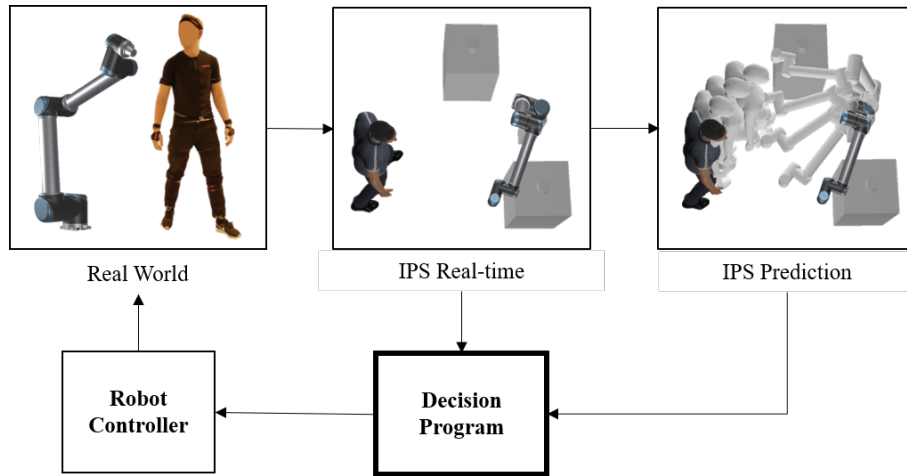 Real World
IPS Real-time
IPS Prediction
Robot
Controller
Decision
Program